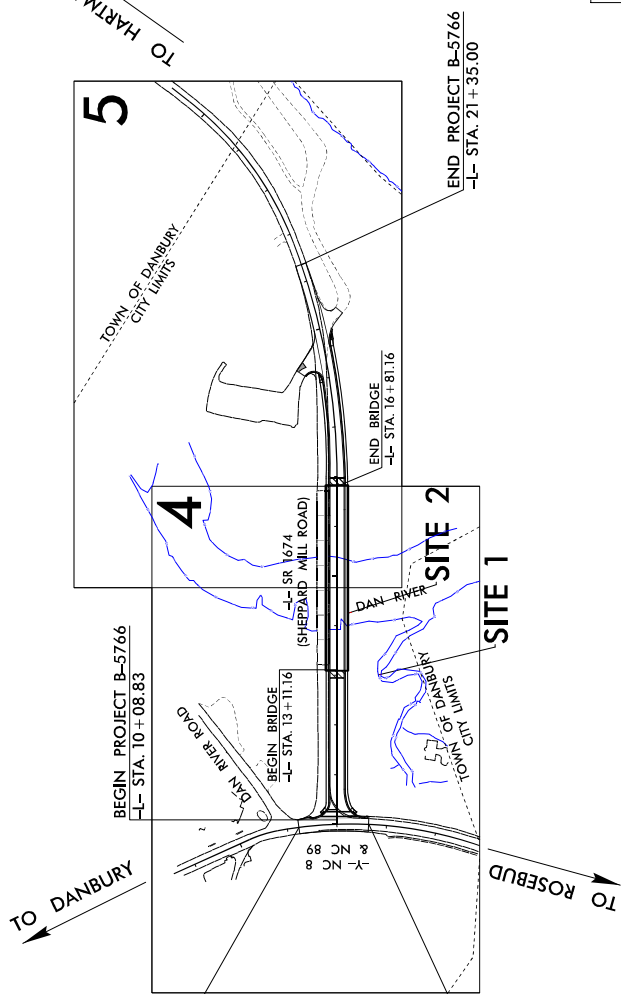 TO HARTM
5
END PROJECT B–5766
–L– STA. 21 + 35.00
TOWN OF DANBURY
CITY LIMITS
END BRIDGE
–L– STA. 16 + 81.16
4
–L– SR 1674
(SHEPPARD MILL ROAD)
SITE 2
DAN RIVER
SITE 1
BEGIN PROJECT B–5766
–L– STA. 10 + 08.83
BEGIN BRIDGE
–L– STA. 13 + 11.16
DAN RIVER ROAD
TOWN OF DANBURY
CITY LIMITS
–Y– NC 8
& NC 89
TO DANBURY
TO ROSEBUD